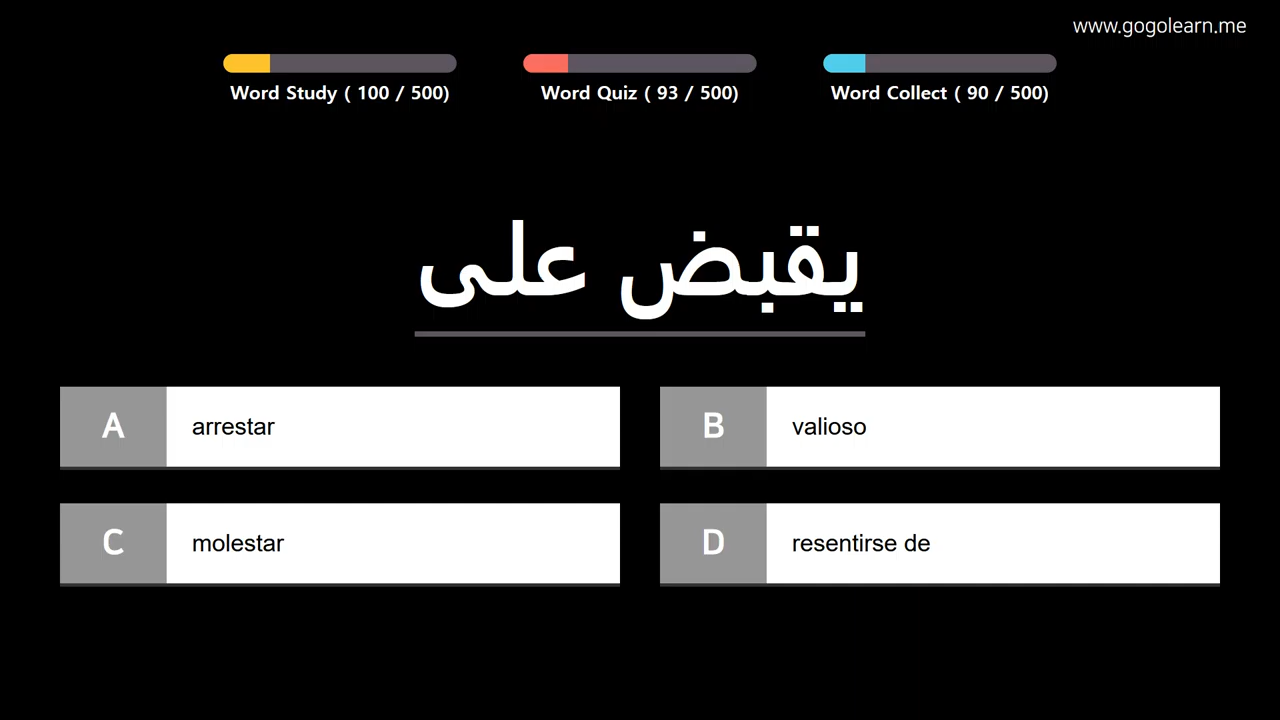 www.gogolearn.me
Word Study ( 100 / 500)
Word Quiz ( 93 / 500)
Word Collect ( 90 / 500)
يقبض على
A arrestar
B valioso
C molestar
D resentirse de